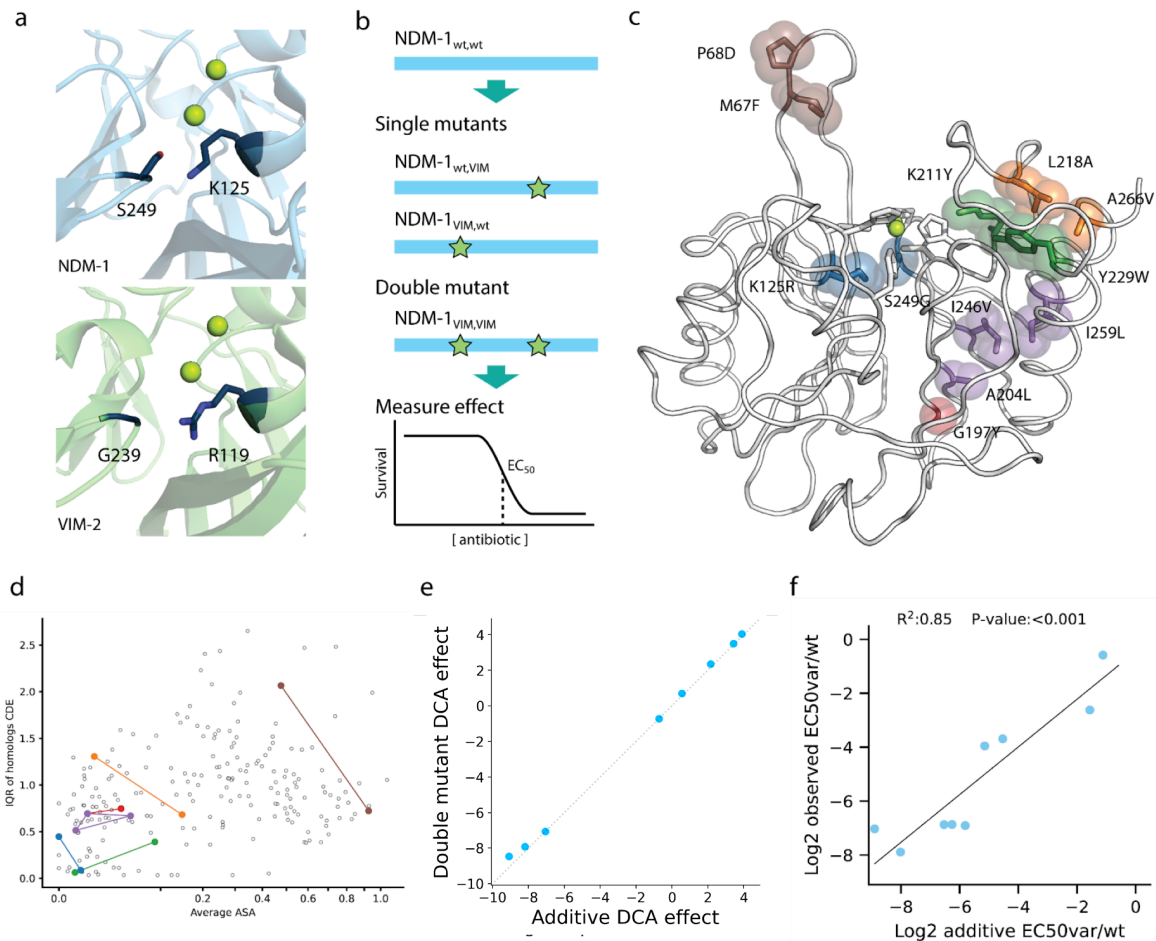 a
S249
K125
NDM-1
G239
R119
VIM-2
b
NDM-1wt,wt
Single mutants
NDM-1wt,VIM
NDM-1VIM,wt
Double mutant
NDM-1VIM,VIM
Measure effect
Survival
EC50
[ antibiotic ]
c
P68D
M67F
K211Y
L218A
A266V
K125R
S249G
I246V
Y229W
I259L
A204L
G197Y
d
IQR of homologs CDE
2.5
2.0
1.5
1.0
0.5
0.0
0.0
0.2
0.4
0.6
0.8
1.0
Average ASA
e
Double mutant DCA effect
4
2
0
−2
−4
−6
−8
−10
−10
−8
−6
−4
−2
0
2
4
Additive DCA effect
f
R2:0.85 P-value:<0.001
Log2 observed EC50var/wt
0
−2
−4
−6
−8
−8
−6
−4
−2
0
Log2 additive EC50var/wt